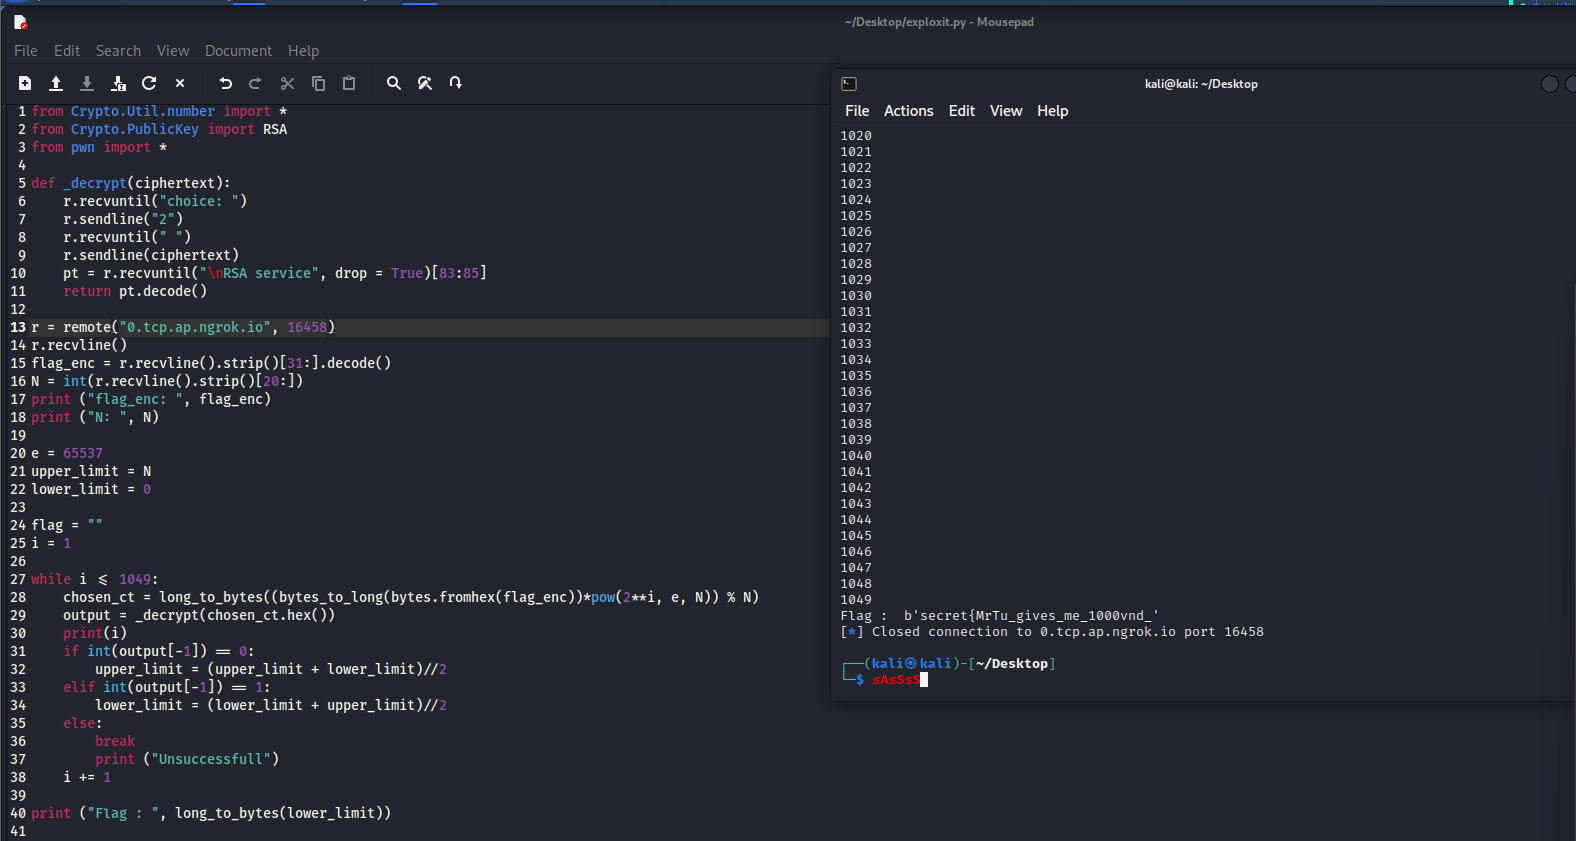 ~/Desktop/exploxit.py - Mousepad
File Edit Search View Document Help
1 from Crypto.Util.number import *
2 from Crypto.PublicKey import RSA
3 from pwn import *
4
5 def _decrypt(ciphertext):
6     r.recvuntil("choice: ")
7     r.sendline("2")
8     r.recvuntil(" ")
9     r.sendline(ciphertext)
10     pt = r.recvuntil("\nRSA service", drop = True)[83:85]
11     return pt.decode()
12
13 r = remote("0.tcp.ap.ngrok.io", 16458)
14 r.recvline()
15 flag_enc = r.recvline().strip()[31:].decode()
16 N = int(r.recvline().strip()[20:])
17 print ("flag_enc: ", flag_enc)
18 print ("N: ", N)
19
20 e = 65537
21 upper_limit = N
22 lower_limit = 0
23
24 flag = ""
25 i = 1
26
27 while i <= 1049:
28     chosen_ct = long_to_bytes((bytes_to_long(bytes.fromhex(flag_enc))*pow(2**i, e, N)) % N)
29     output = _decrypt(chosen_ct.hex())
30     print(i)
31     if int(output[-1]) == 0:
32         upper_limit = (upper_limit + lower_limit)//2
33     elif int(output[-1]) == 1:
34         lower_limit = (lower_limit + upper_limit)//2
35     else:
36         break
37         print ("Unsuccessfull")
38     i += 1
39
40 print ("Flag : ", long_to_bytes(lower_limit))
41
kali@kali: ~/Desktop
File Actions Edit View Help
1020
1021
1022
1023
1024
1025
1026
1027
1028
1029
1030
1031
1032
1033
1034
1035
1036
1037
1038
1039
1040
1041
1042
1043
1044
1045
1046
1047
1048
1049
Flag :  b'secret{MrTu_gives_me_1000vnd_'
[*] Closed connection to 0.tcp.ap.ngrok.io port 16458
┌──(kali㉿kali)-[~/Desktop]
└─$ sAsSsS